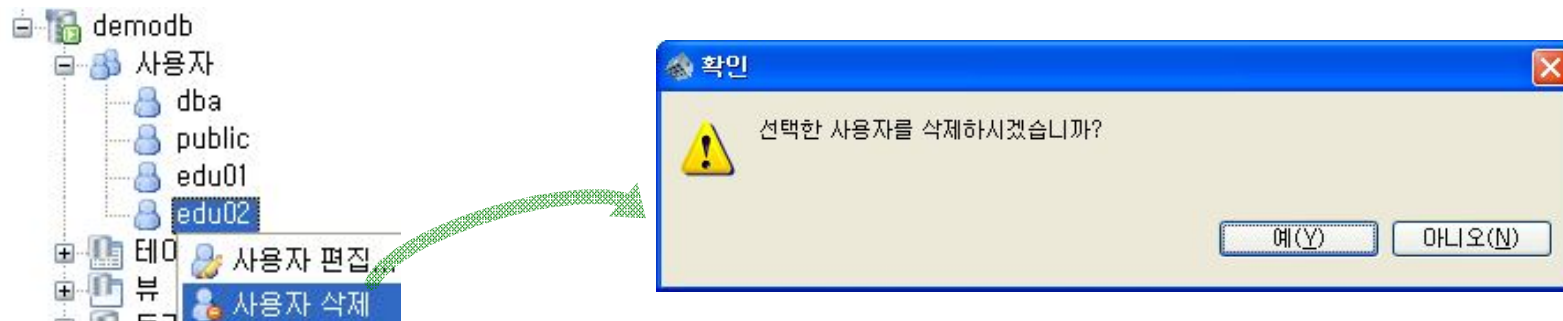 demodb
사용자
dba
public
edu01
edu02
사용자 편집...
뷰
사용자 삭제
확인
선택한 사용자를 삭제하시겠습니까?
예(Y)
아니오(N)